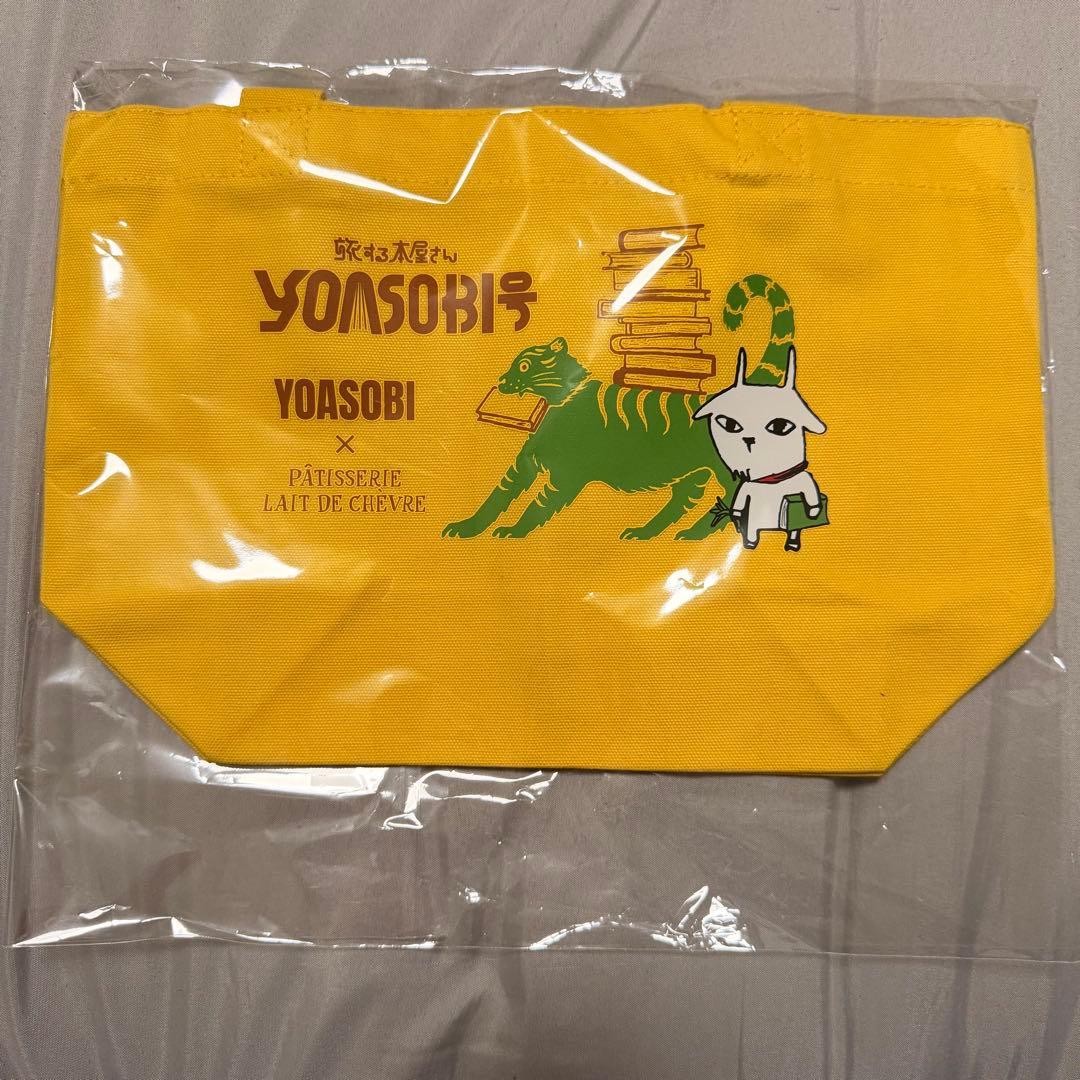 旅する本屋さん
YOASOBI号
YOASOBI
×
PÂTISSERIE
LAIT DE CHÈVRE